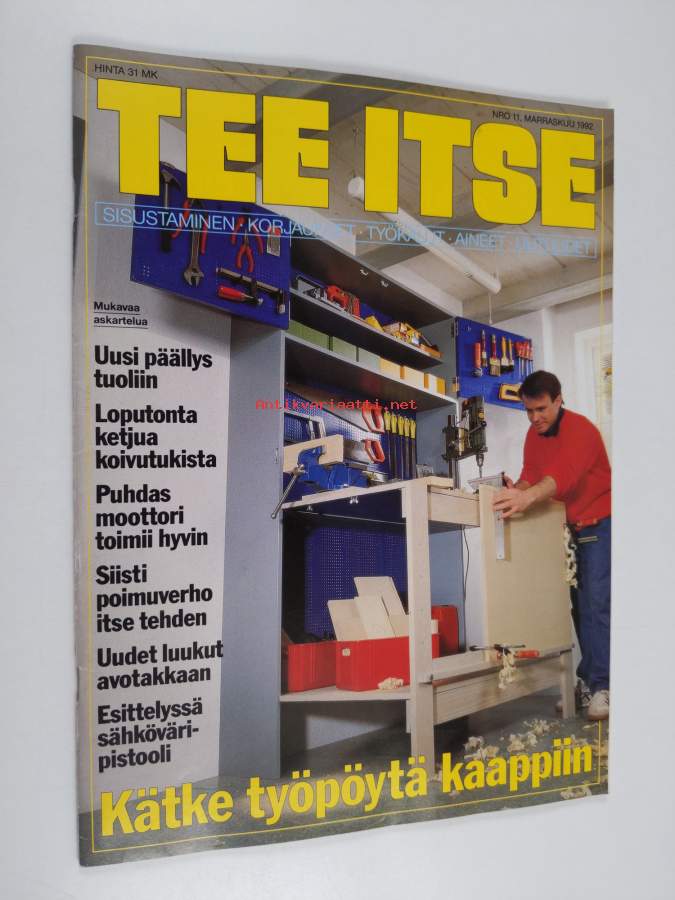 HINTA 31 MK
NRO 11, MARRASKUU 1992
TEE ITSE
SISUSTAMINEN · KORJAUKSET · TYÖKALUT · AINEET · UUTUUDET
Mukavaa
askartelua
Uusi päällys
tuoliin
Loputonta
ketjua
koivutukista
Puhdas
moottori
toimii hyvin
Siisti
poimuverho
itse tehden
Uudet luukut
avotakkaan
Esittelyssä
sähköväri-
pistooli
Kätke työpöytä kaappiin
Antikvariaatti.net